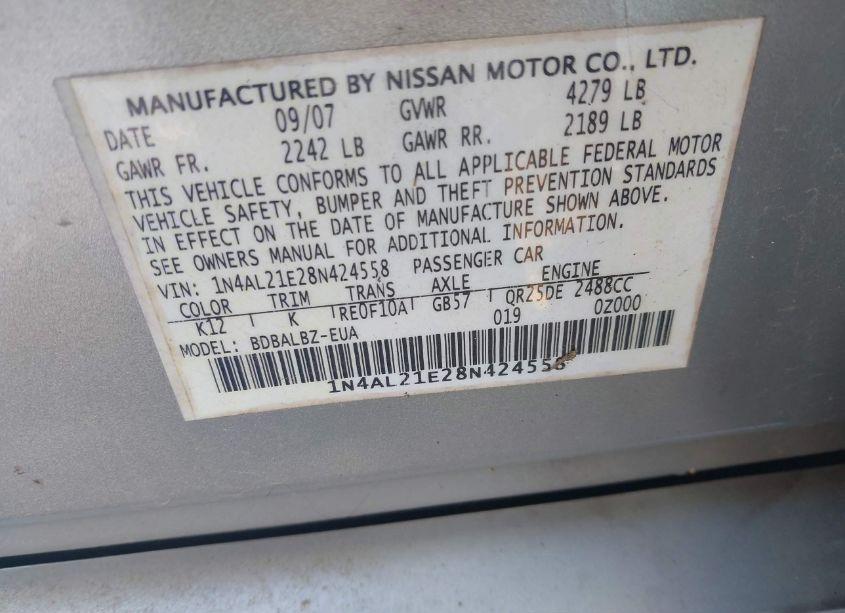 MANUFACTURED BY NISSAN MOTOR CO., LTD.
DATE 09/07 GVWR 4279 LB
GAWR FR. 2242 LB GAWR RR. 2189 LB
THIS VEHICLE CONFORMS TO ALL APPLICABLE FEDERAL MOTOR
VEHICLE SAFETY, BUMPER AND THEFT PREVENTION STANDARDS
IN EFFECT ON THE DATE OF MANUFACTURE SHOWN ABOVE.
SEE OWNERS MANUAL FOR ADDITIONAL INFORMATION.
VIN: 1N4AL21E28N424558 PASSENGER CAR
COLOR TRIM TRANS AXLE ENGINE
K12 K RE0F10A GB57 QR25DE 2488CC
MODEL: BDBALBZ-EUA 019 0Z000
1N4AL21E28N424558